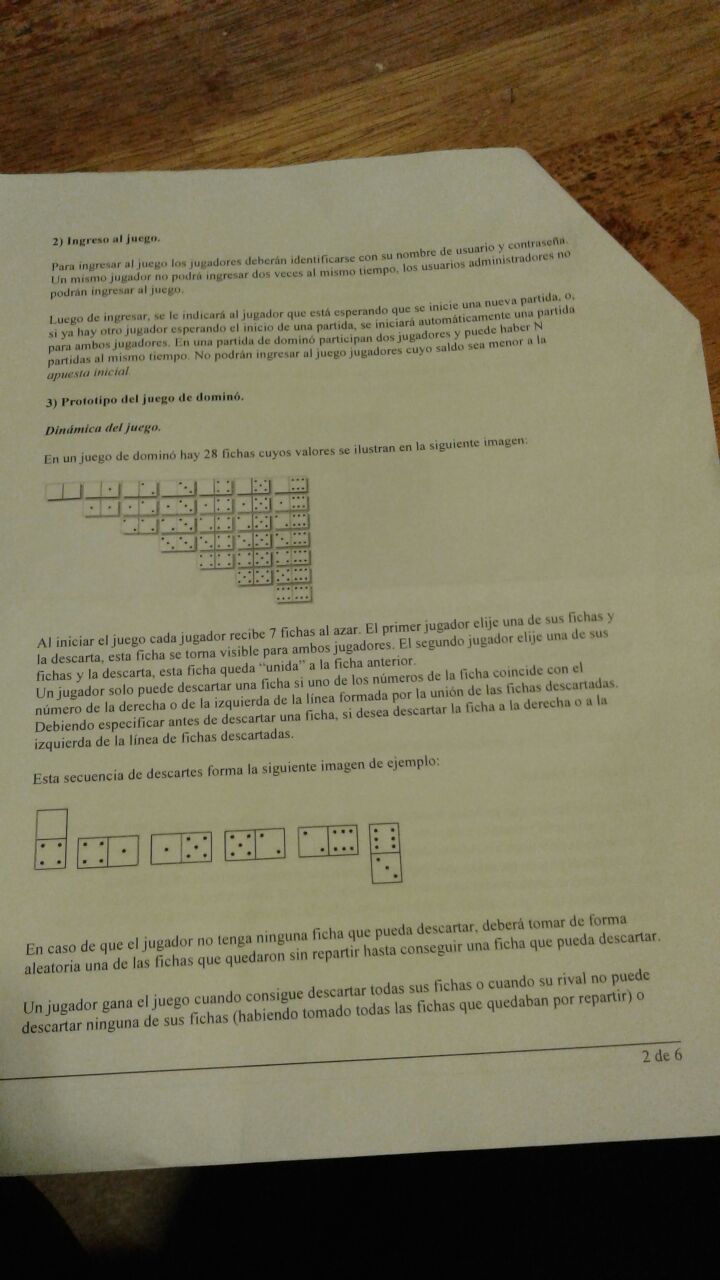 2) Ingreso al juego.
Para ingresar al juego los jugadores deberán identificarse con su nombre de usuario y contraseña.
Un mismo jugador no podrá ingresar dos veces al mismo tiempo, los usuarios administradores no
podrán ingresar al juego.
Luego de ingresar, se le indicará al jugador que está esperando que se inicie una nueva partida, o,
si ya hay otro jugador esperando el inicio de una partida, se iniciará automáticamente una partida
para ambos jugadores. En una partida de dominó participan dos jugadores y puede haber N
partidas al mismo tiempo. No podrán ingresar al juego jugadores cuyo saldo sea menor a la
apuesta inicial.
3) Prototipo del juego de dominó.
Dinámica del juego.
En un juego de dominó hay 28 fichas cuyos valores se ilustran en la siguiente imagen:
Al iniciar el juego cada jugador recibe 7 fichas al azar. El primer jugador elije una de sus fichas y
la descarta, esta ficha se torna visible para ambos jugadores. El segundo jugador elije una de sus
fichas y la descarta, esta ficha queda “unida” a la ficha anterior.
Un jugador solo puede descartar una ficha si uno de los números de la ficha coincide con el
número de la derecha o de la izquierda de la línea formada por la unión de las fichas descartadas.
Debiendo especificar antes de descartar una ficha, si desea descartar la ficha a la derecha o a la
izquierda de la línea de fichas descartadas.
Esta secuencia de descartes forma la siguiente imagen de ejemplo:
En caso de que el jugador no tenga ninguna ficha que pueda descartar, deberá tomar de forma
aleatoria una de las fichas que quedaron sin repartir hasta conseguir una ficha que pueda descartar.
Un jugador gana el juego cuando consigue descartar todas sus fichas o cuando su rival no puede
descartar ninguna de sus fichas (habiendo tomado todas las fichas que quedaban por repartir) o
2 de 6